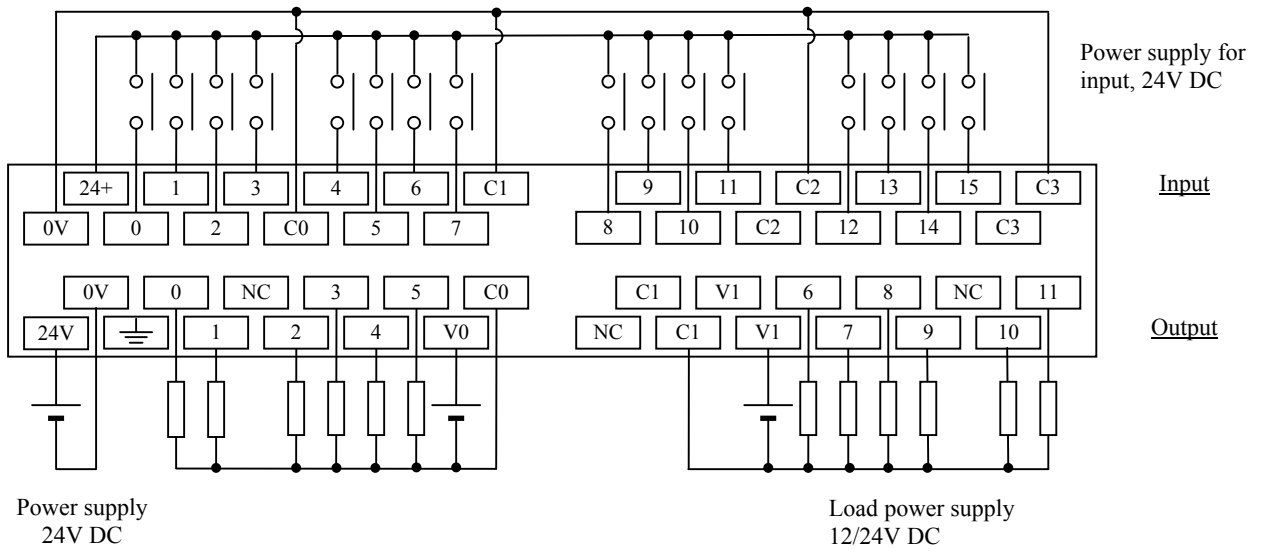 Power supply for
input, 24V DC
24+ 1 3 4 6 C1 9 11 C2 13 15 C3
Input
0V 0 2 C0 5 7 8 10 C2 12 14 C3
0V 0 NC 3 5 C0 C1 V1 6 8 NC 11
24V 1 2 4 V0 NC C1 V1 7 9 10
Output
Power supply
24V DC
Load power supply
12/24V DC